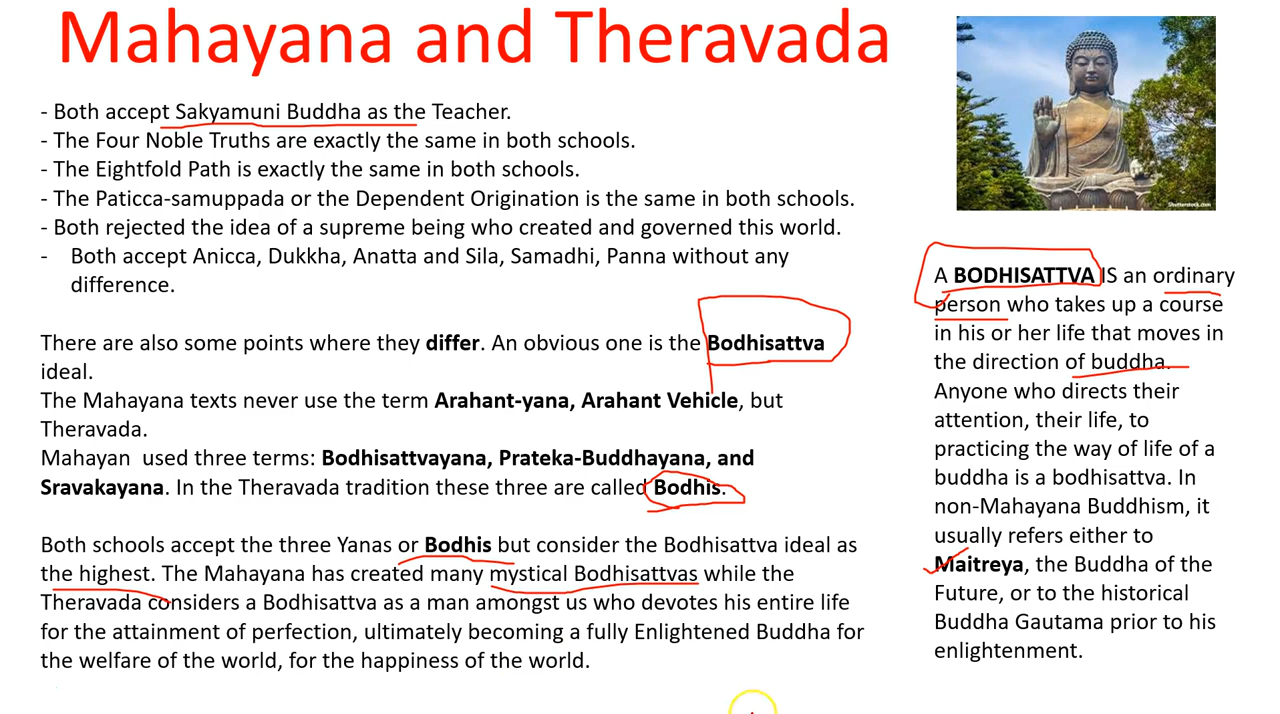 Mahayana and Theravada
- Both accept Sakyamuni Buddha as the Teacher.
- The Four Noble Truths are exactly the same in both schools.
- The Eightfold Path is exactly the same in both schools.
- The Paticca-samuppada or the Dependent Origination is the same in both schools.
- Both rejected the idea of a supreme being who created and governed this world.
- Both accept Anicca, Dukkha, Anatta and Sila, Samadhi, Panna without any
difference.
There are also some points where they differ. An obvious one is the Bodhisattva
ideal.
The Mahayana texts never use the term Arahant-yana, Arahant Vehicle, but
Theravada.
Mahayan used three terms: Bodhisattvayana, Prateka-Buddhayana, and
Sravakayana. In the Theravada tradition these three are called Bodhis.
Both schools accept the three Yanas or Bodhis but consider the Bodhisattva ideal as
the highest. The Mahayana has created many mystical Bodhisattvas while the
Theravada considers a Bodhisattva as a man amongst us who devotes his entire life
for the attainment of perfection, ultimately becoming a fully Enlightened Buddha for
the welfare of the world, for the happiness of the world.
shutterstock.com
A BODHISATTVA IS an ordinary
person who takes up a course
in his or her life that moves in
the direction of buddha.
Anyone who directs their
attention, their life, to
practicing the way of life of a
buddha is a bodhisattva. In
non-Mahayana Buddhism, it
usually refers either to
Maitreya, the Buddha of the
Future, or to the historical
Buddha Gautama prior to his
enlightenment.